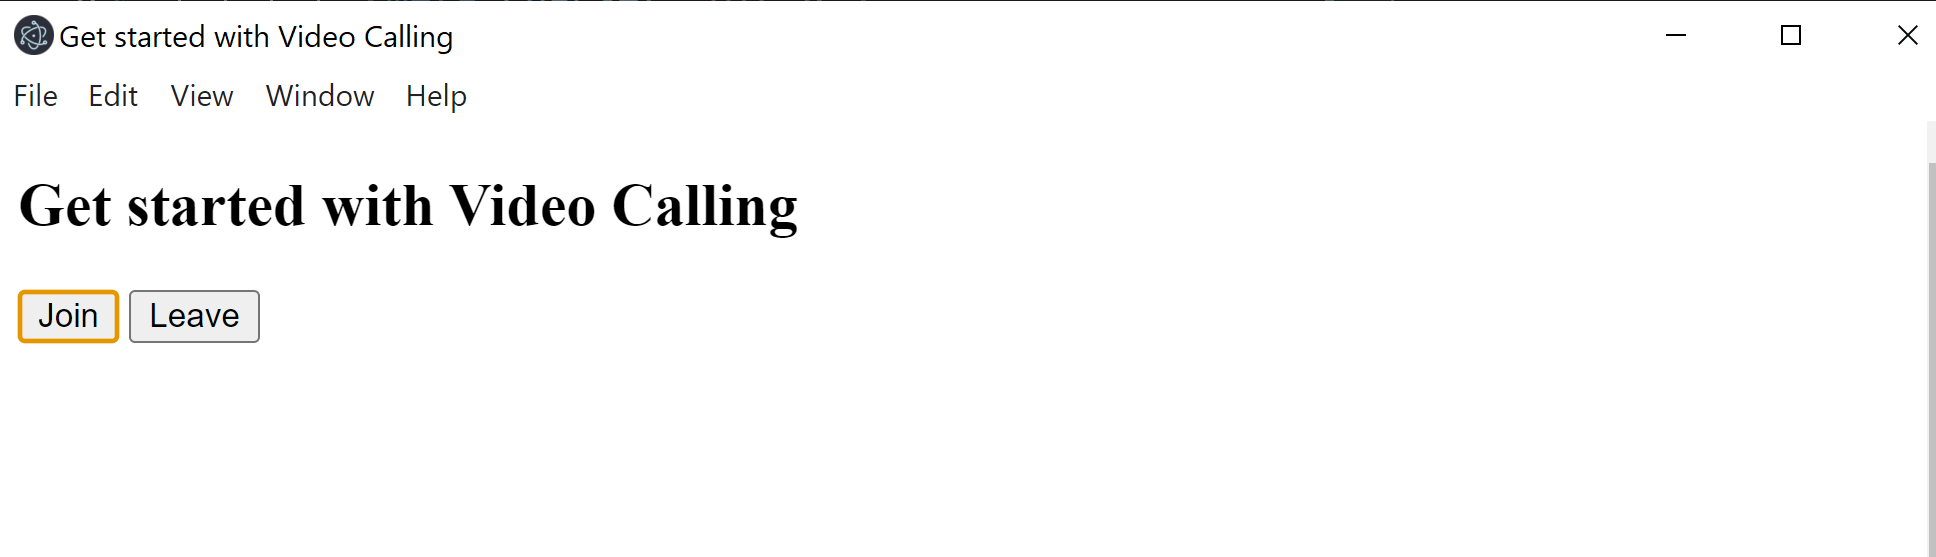 Get started with Video Calling
File Edit View Window Help
Get started with Video Calling
Join Leave